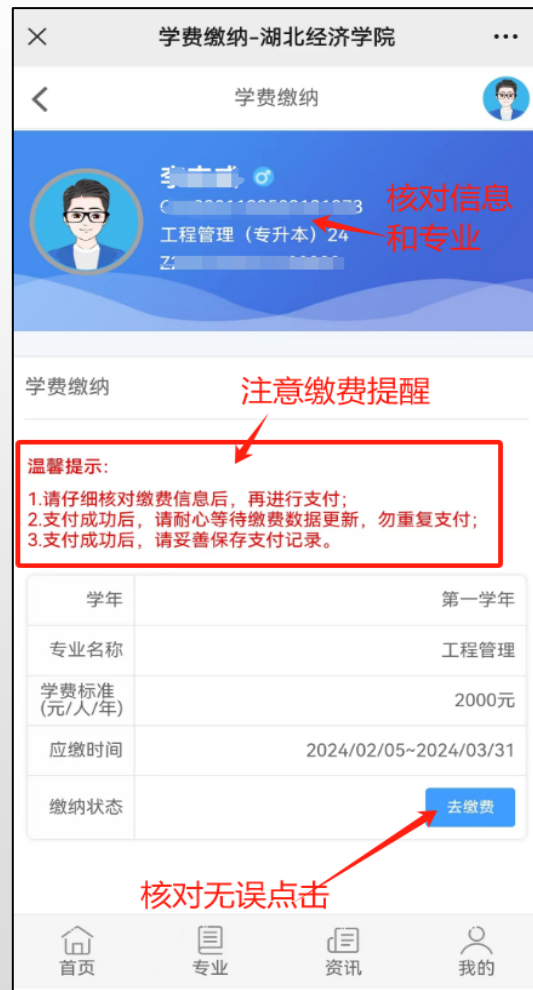 学费缴纳-湖北经济学院
学费缴纳
核对信息
和专业
工程管理（专升本）24
学费缴纳
注意缴费提醒
温馨提示:
1.请仔细核对缴费信息后，再进行支付;
2.支付成功后，请耐心等待缴费数据更新，勿重复支付;
3.支付成功后，请妥善保存支付记录。
学年 第一学年
专业名称 工程管理
学费标准
(元/人/年) 2000元
应缴时间 2024/02/05~2024/03/31
缴纳状态 去缴费
核对无误点击
首页 专业 资讯 我的